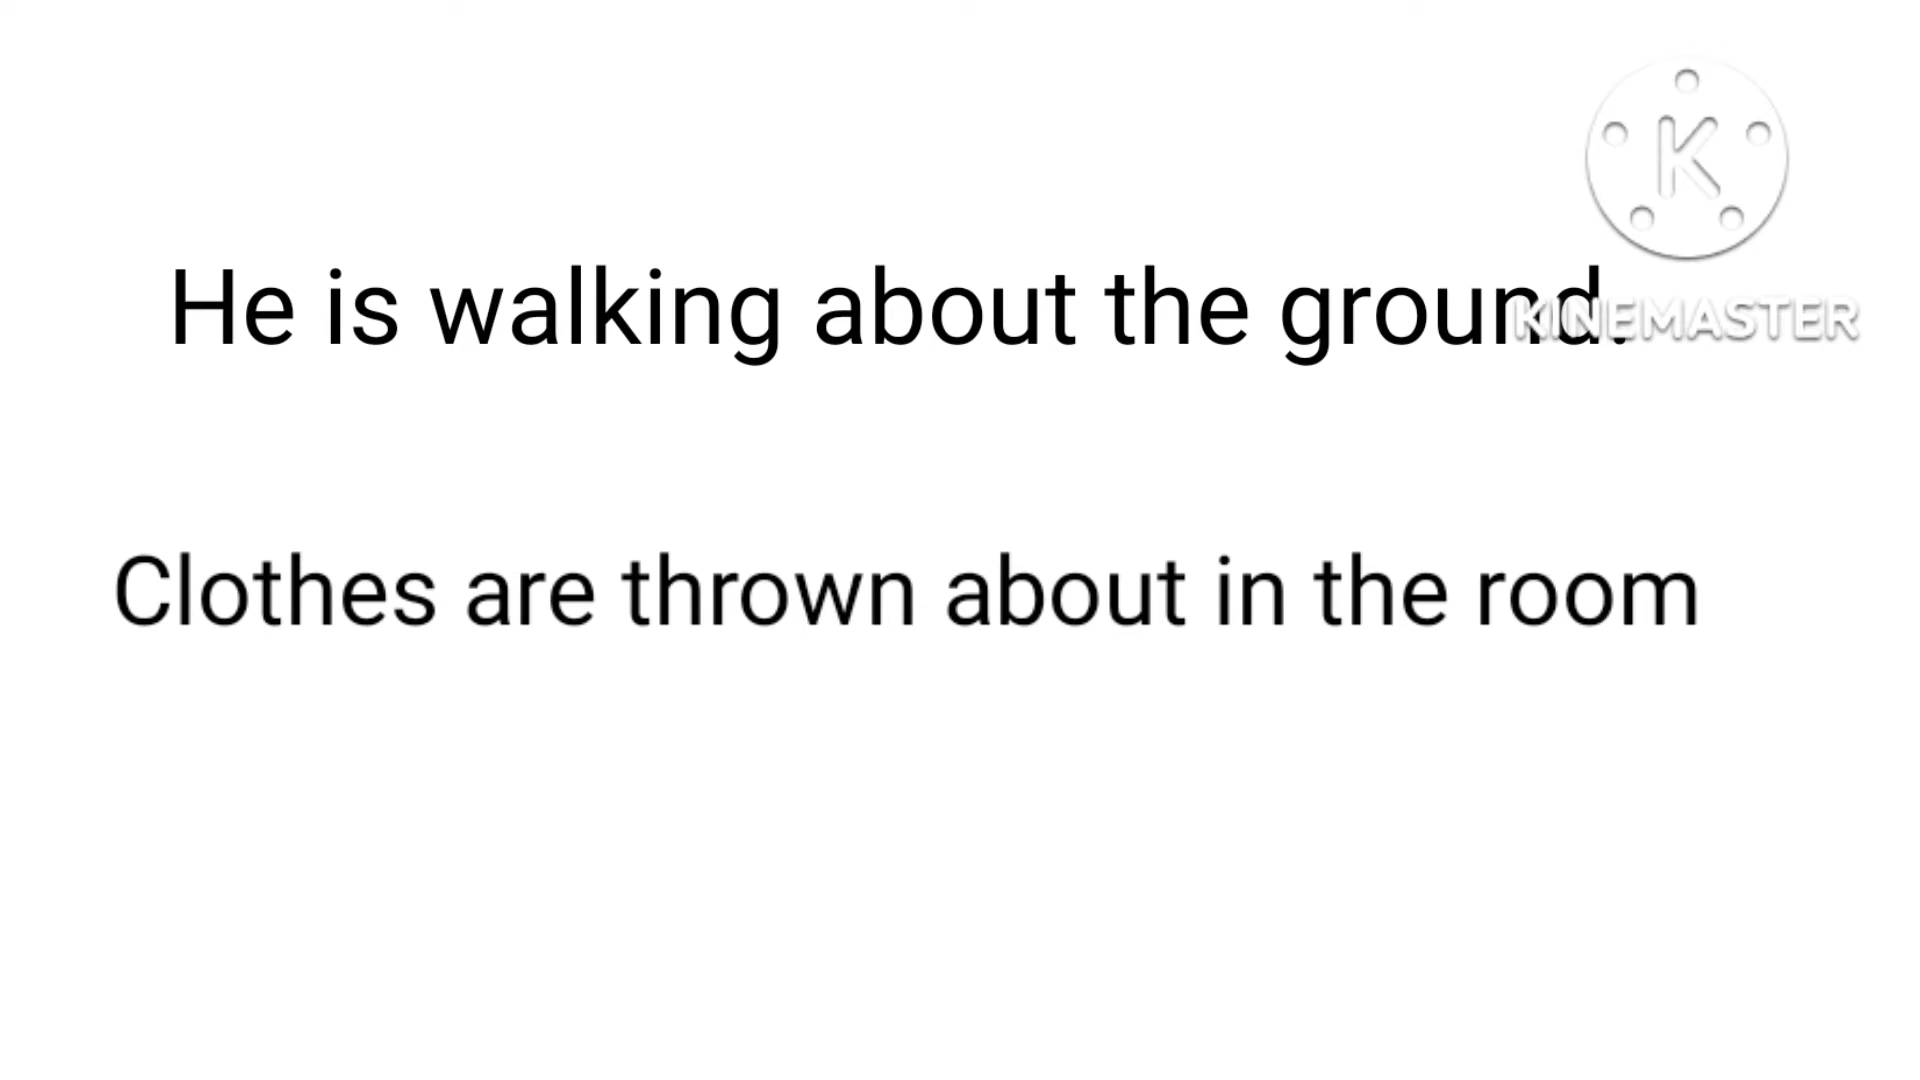 He is walking about the ground.
KINEMASTER
Clothes are thrown about in the room